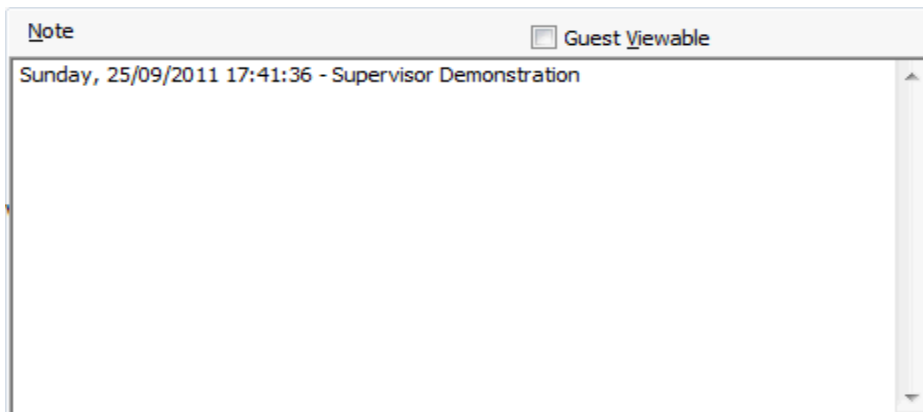 Note
Guest Viewable
Sunday, 25/09/2011 17:41:36 - Supervisor Demonstration